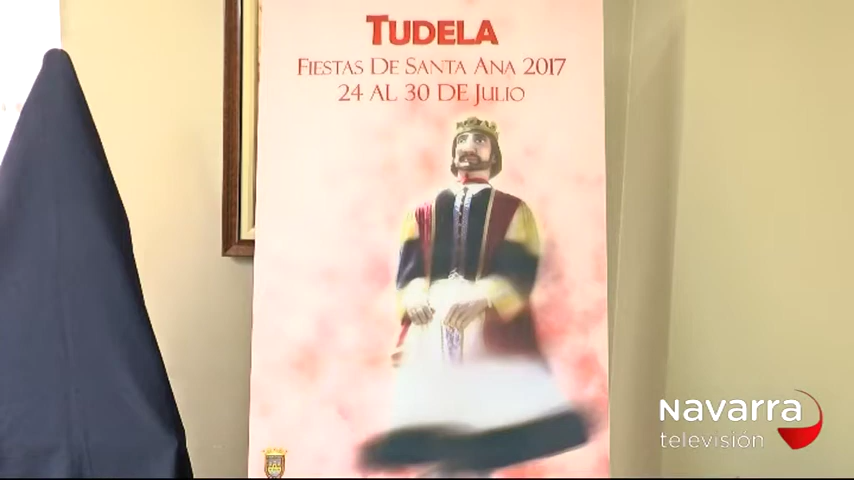 TUDELA
FIESTAS DE SANTA ANA 2017
24 AL 30 DE JULIO
Navarra
televisión